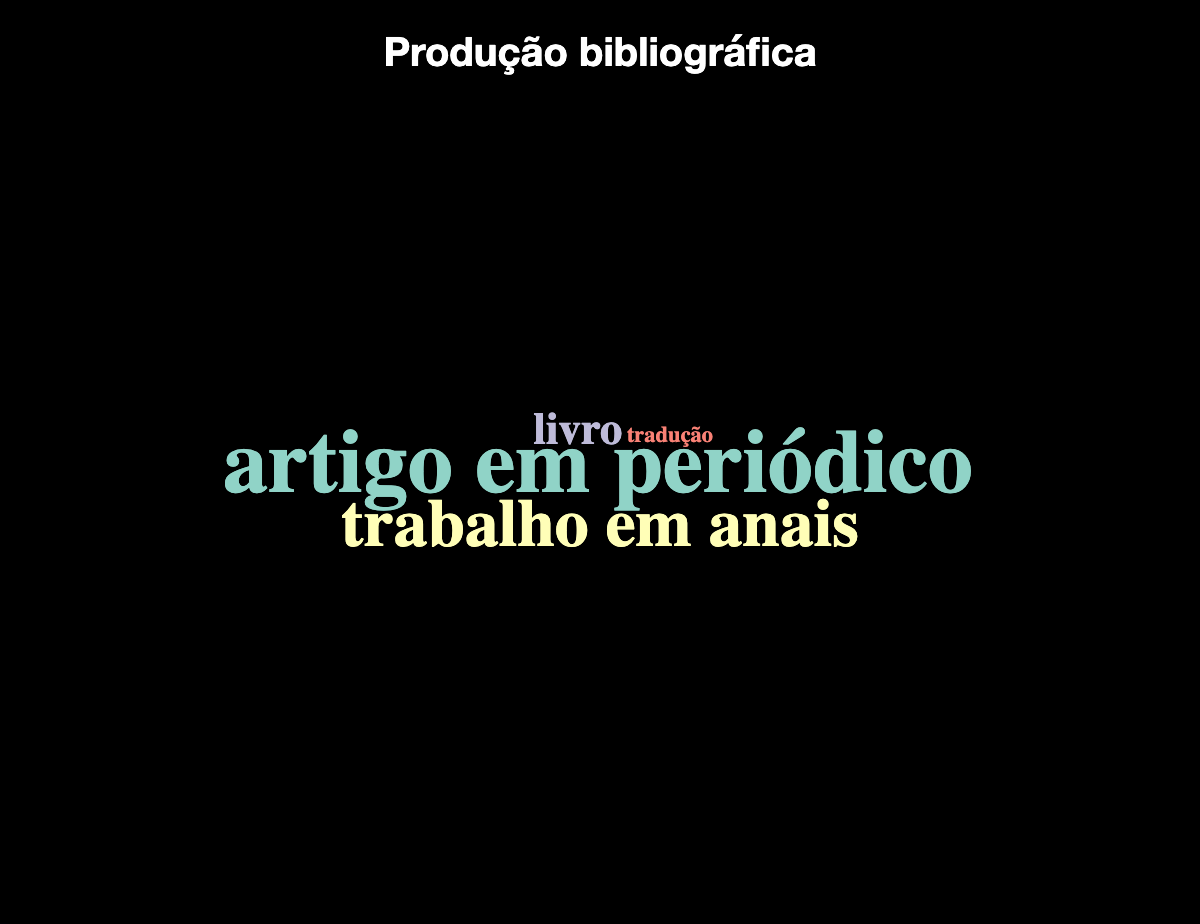 Produção bibliográfica
livro tradução
artigo em periódico
trabalho em anais